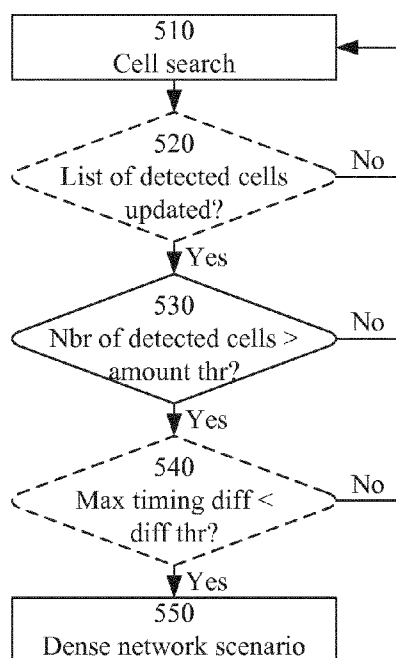 510
Cell search
520
List of detected cells
updated?
No
Yes
530
Nbr of detected cells >
amount thr?
No
Yes
540
Max timing diff <
diff thr?
No
Yes
550
Dense network scenario